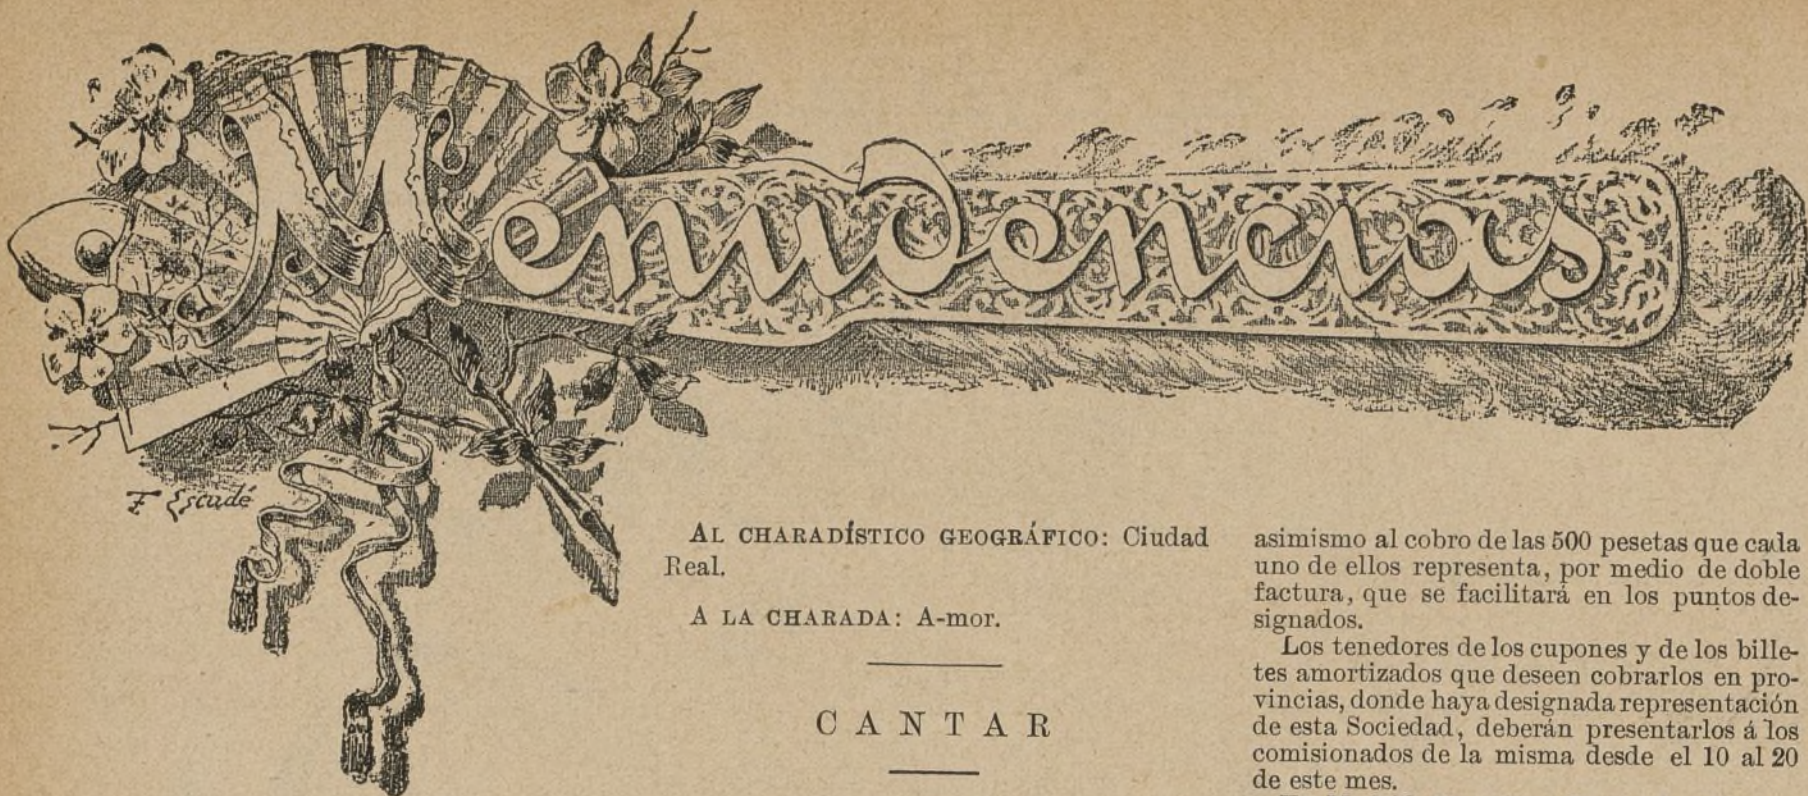 Menudencias
F Escudé
AL CHARADÍSTICO GEOGRÁFICO: Ciudad
Real.
A LA CHARADA: A-mor.
CANTAR
asimismo al cobro de las 500 pesetas que cada
uno de ellos representa, por medio de doble
factura, que se facilitará en los puntos de-
signados.
Los tenedores de los cupones y de los bille-
tes amortizados que deseen cobrarlos en pro-
vincias, donde haya designada representación
de esta Sociedad, deberán presentarlos á los
comisionados de la misma desde el 10 al 20
de este mes.